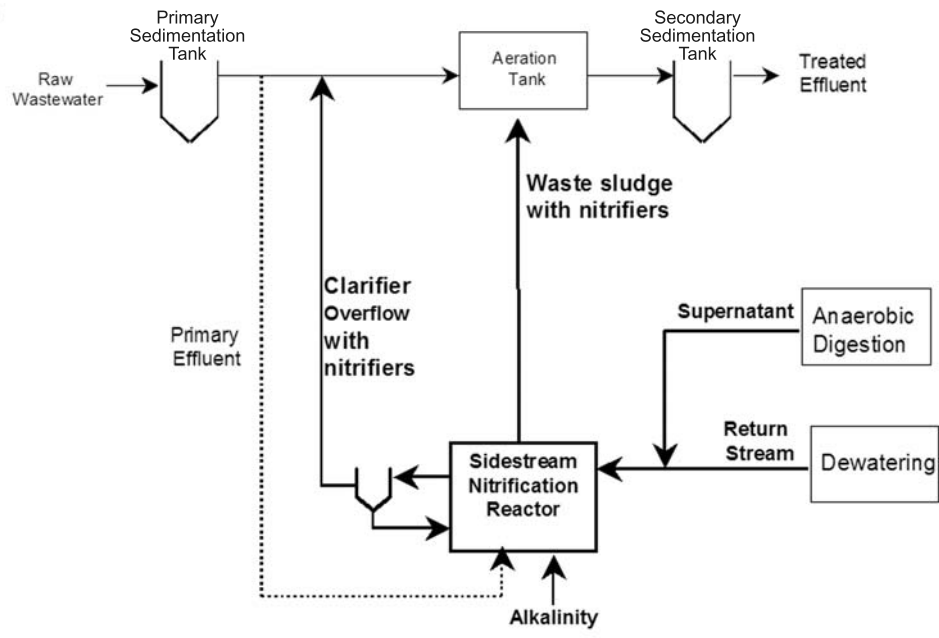 Primary
Sedimentation
Tank
Secondary
Sedimentation
Tank
Raw
Wastewater
Aeration
Tank
Treated
Effluent
Waste sludge
with nitrifiers
Clarifier
Overflow
with
nitrifiers
Primary
Effluent
Supernatant
Anaerobic
Digestion
Return
Stream
Dewatering
Sidestream
Nitrification
Reactor
Alkalinity